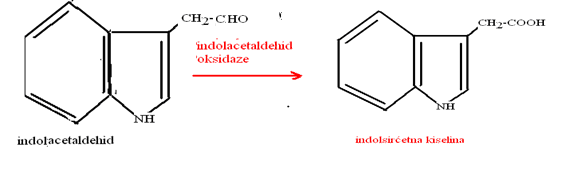 CH2-CHO
indolacetaldehid
oksidaze
NH
indolacetaldehid
CH2-COOH
NH
indolsirćetna kiselina